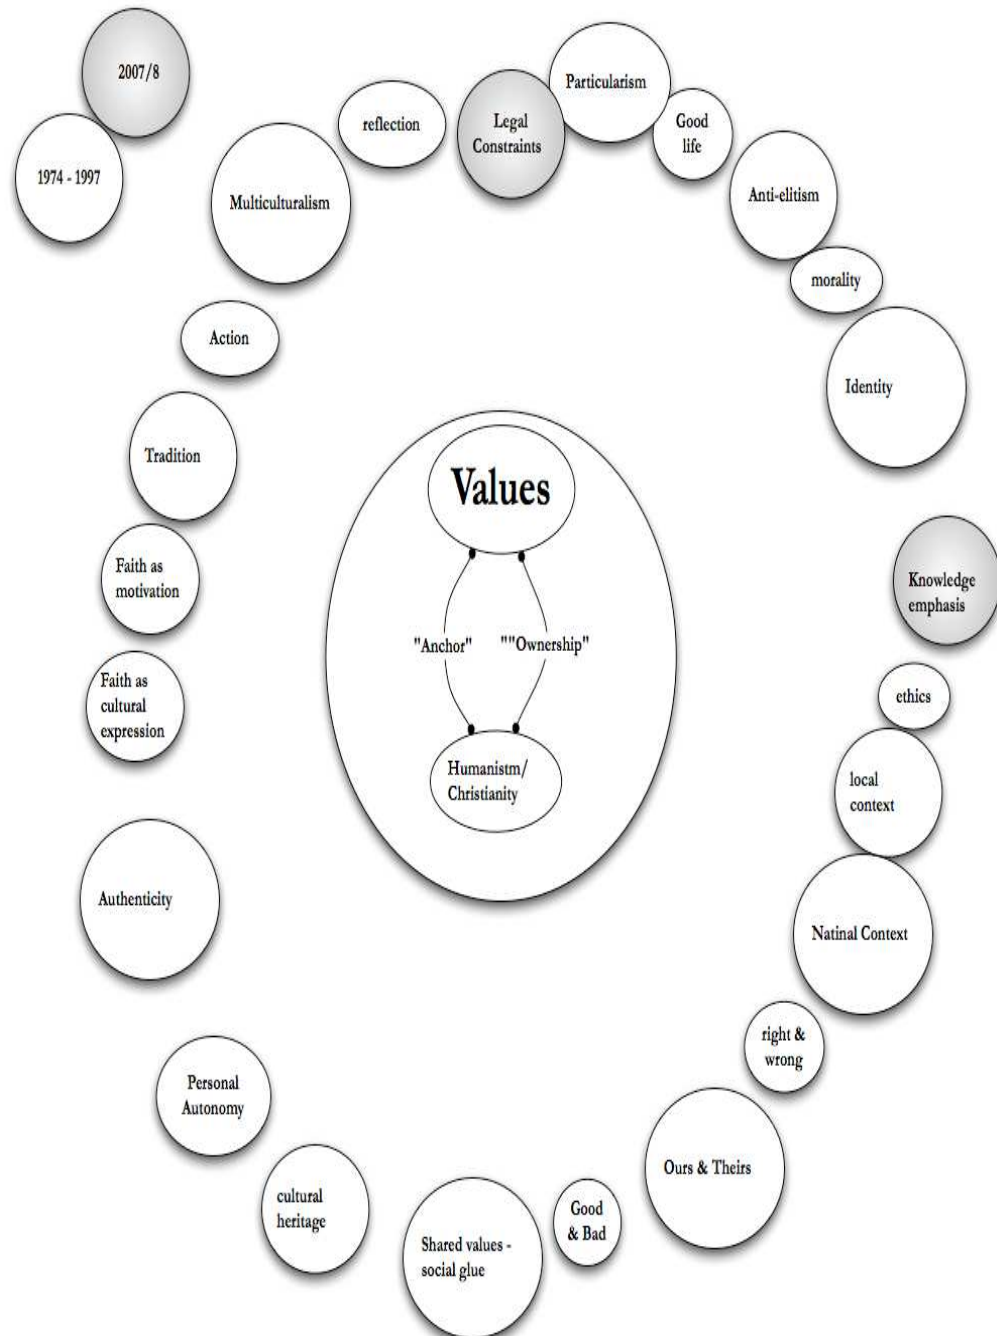 2007/8
1974 - 1997
reflection
Multiculturalism
Legal
Constraints
Particularism
Good
life
Anti-elitism
morality
Identity
Action
Tradition
Faith as
motivation
Faith as
cultural
expression
Values
"Anchor"
""Ownership"
Humanistm/
Christianity
Knowledge
emphasis
ethics
local
context
Natinal Context
Authenticity
right &
wrong
Personal
Autonomy
Ours & Theirs
cultural
heritage
Shared values -
social glue
Good
& Bad